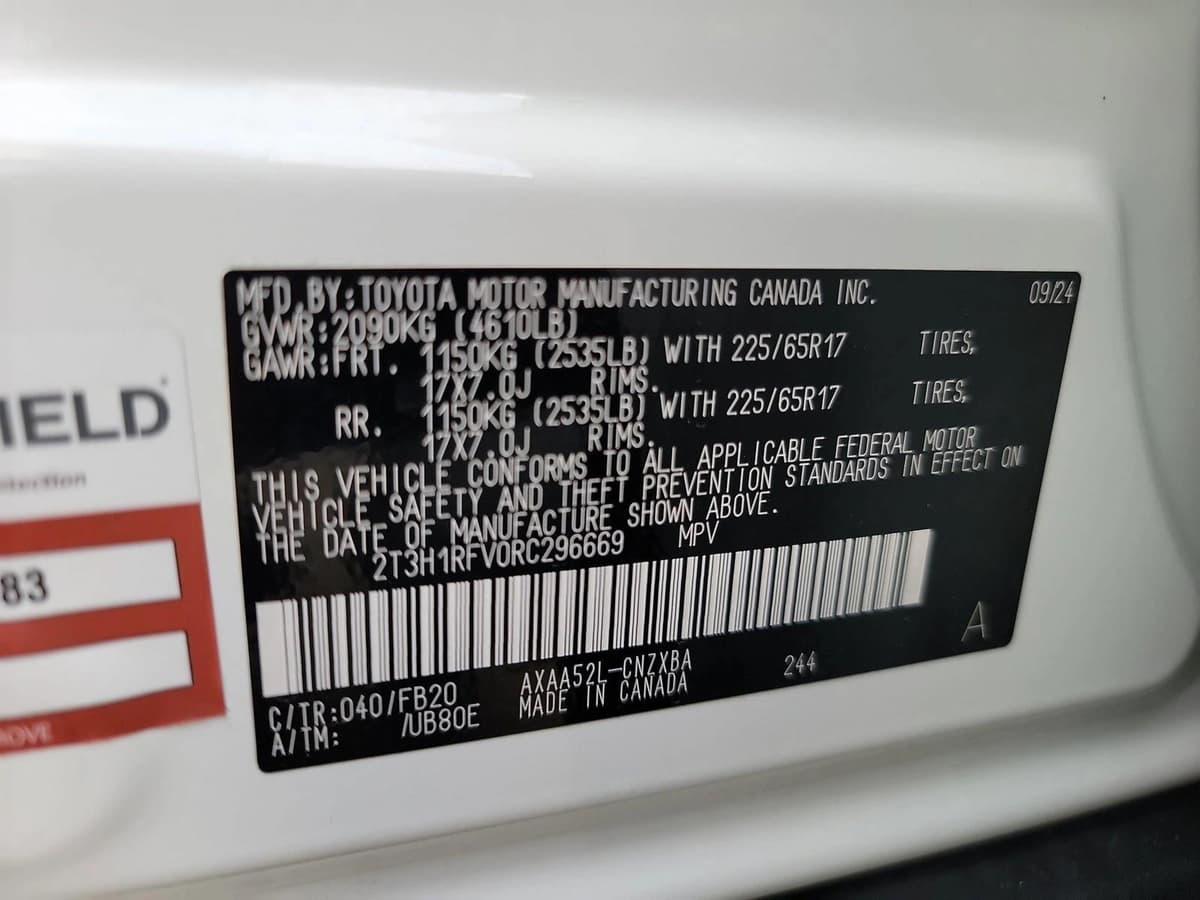 MFD.BY:TOYOTA MOTOR MANUFACTURING CANADA INC. 09/24
GVWR:2090KG (4610LB)
GAWR:FRT. 1150KG (2535LB) WITH 225/65R17 TIRES,
17X7.0J RIMS.
RR. 1150KG (2535LB) WITH 225/65R17 TIRES,
17X7.0J RIMS.
THIS VEHICLE CONFORMS TO ALL APPLICABLE FEDERAL MOTOR
VEHICLE SAFETY AND THEFT PREVENTION STANDARDS IN EFFECT ON
THE DATE OF MANUFACTURE SHOWN ABOVE.
2T3H1RFV0RC296669 MPV
A
C/TR:040/FB20 AXAA52L-CNZXBA 244
A/TM: /UB80E MADE IN CANADA
IELD
83